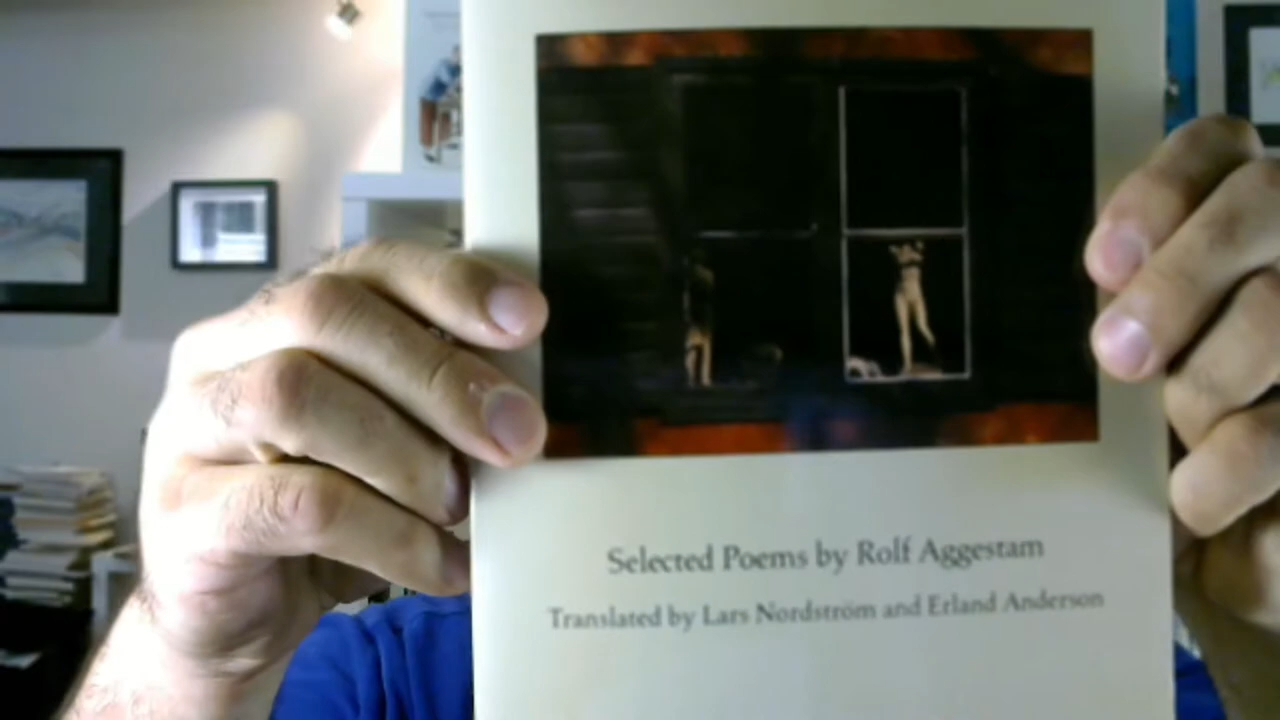 Selected Poems by Rolf Aggestam
Translated by Lars Nordström and Erland Anderson